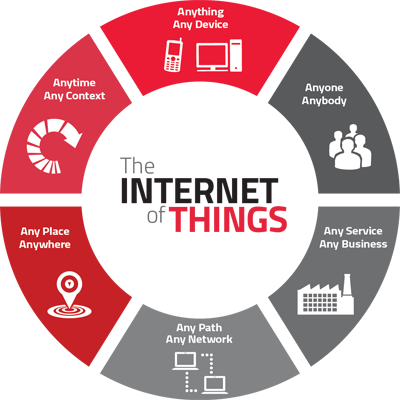 Anything
Any Device
Anyone
Anybody
Any Service
Any Business
Any Path
Any Network
Any Place
Anywhere
Anytime
Any Context
The
INTERNET
of THINGS